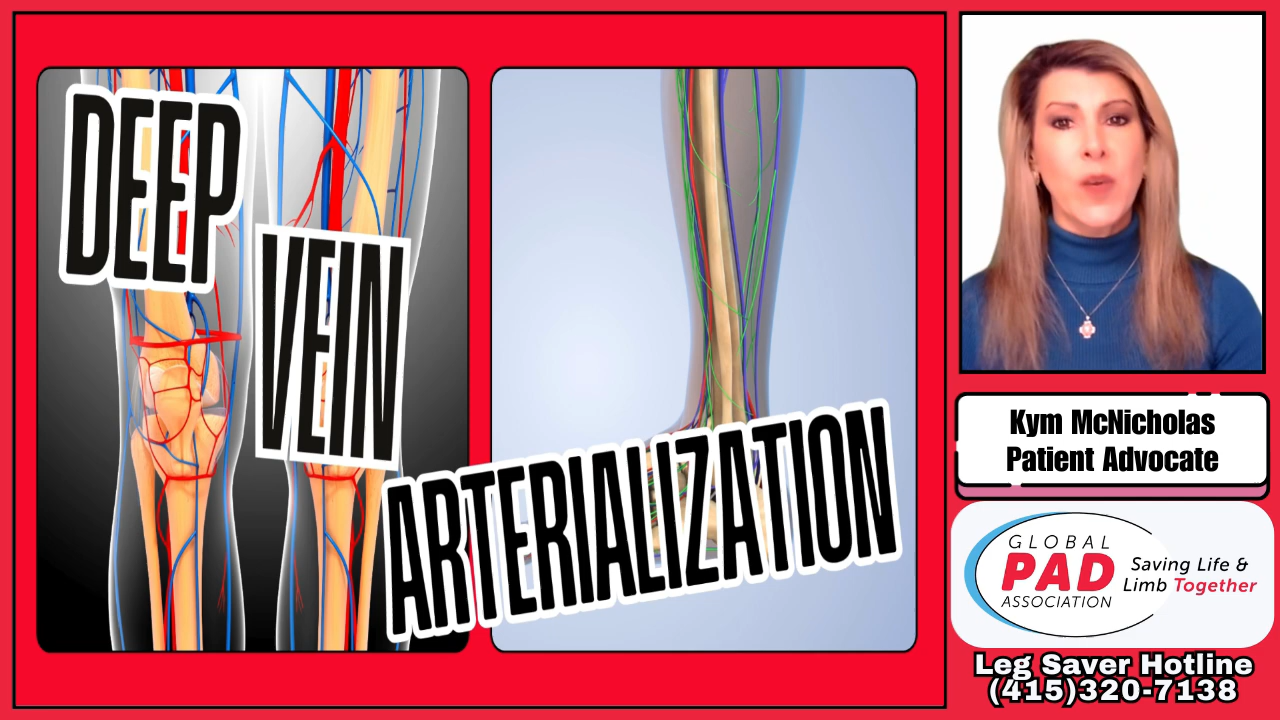 DEEP
VEIN
ARTERIALIZATION
Kym McNicholas
Patient Advocate
GLOBAL
PAD
ASSOCIATION
Saving Life &
Limb Together
Leg Saver Hotline
(415)320-7138